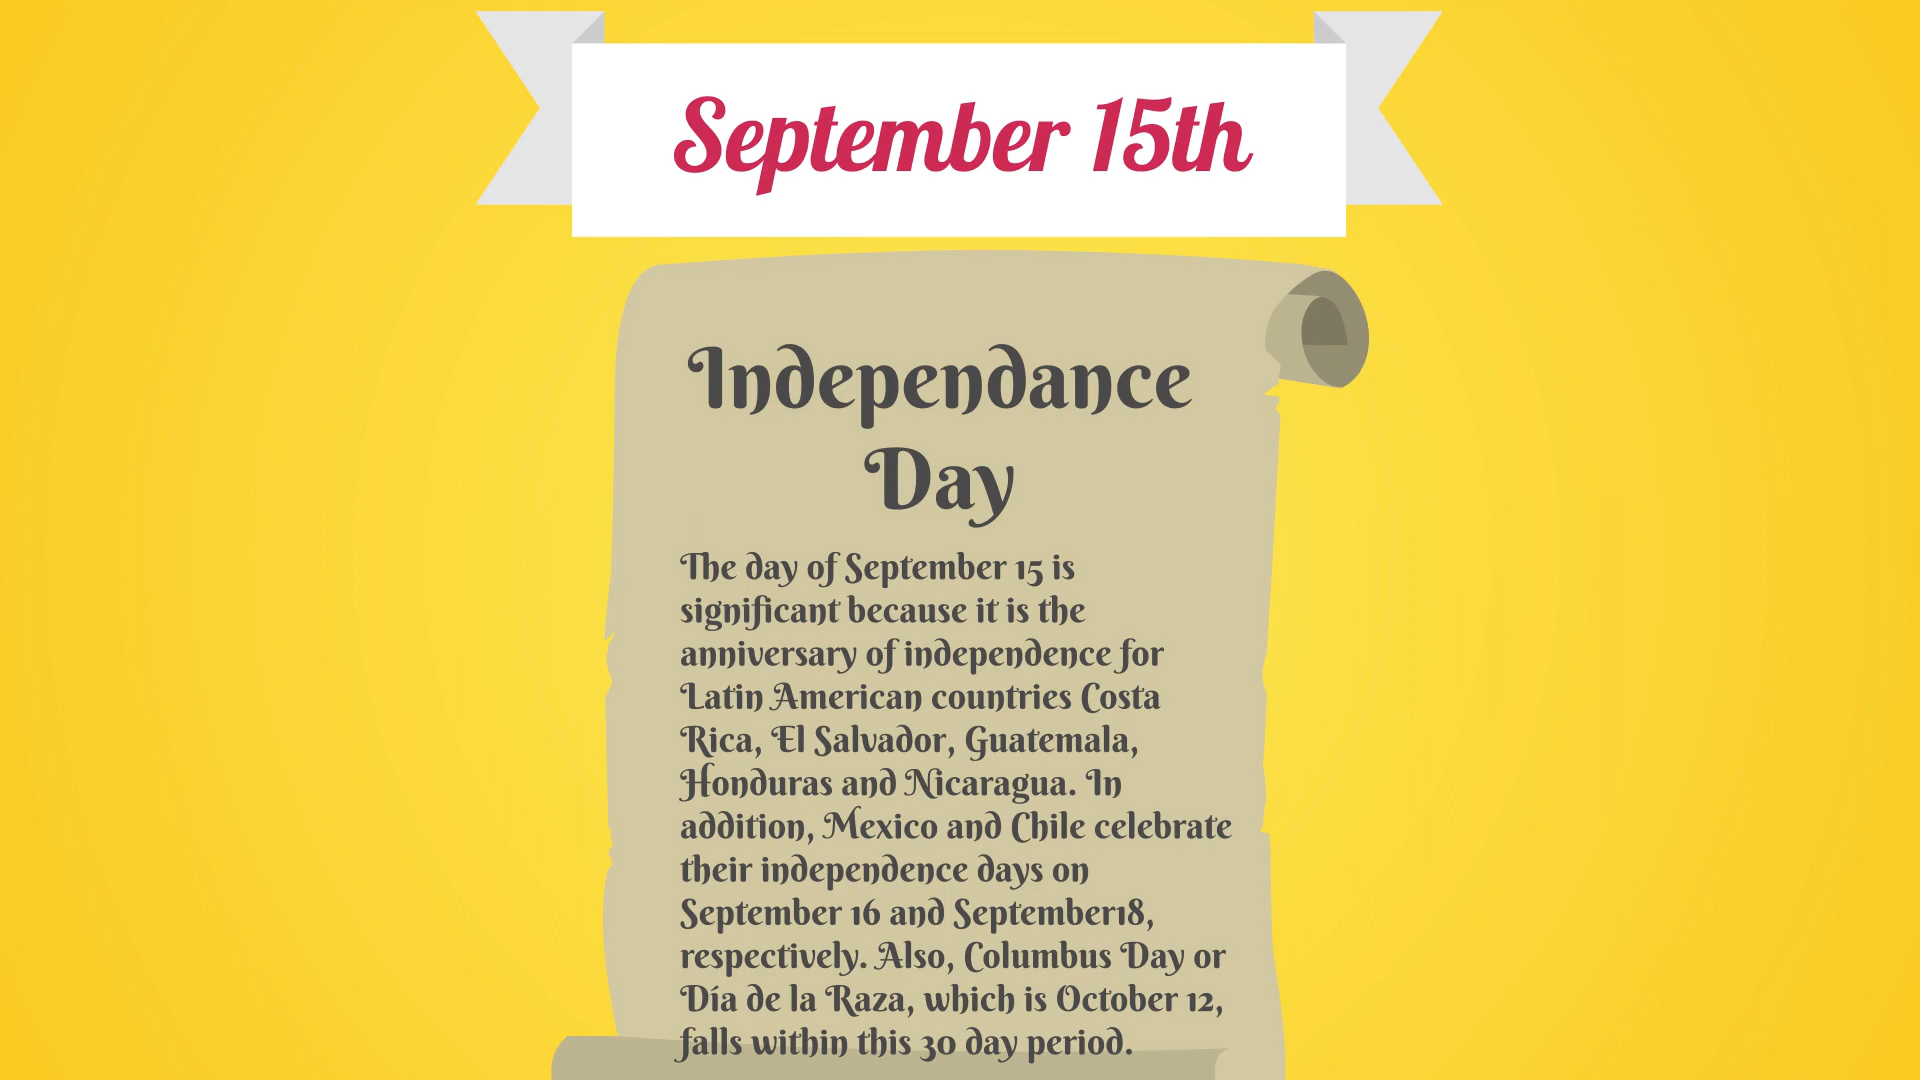 September 15th
Independance
Day
The day of September 15 is
significant because it is the
anniversary of independence for
Latin American countries Costa
Rica, El Salvador, Guatemala,
Honduras and Nicaragua. In
addition, Mexico and Chile celebrate
their independence days on
September 16 and September18,
respectively. Also, Columbus Day or
Día de la Raza, which is October 12,
falls within this 30 day period.